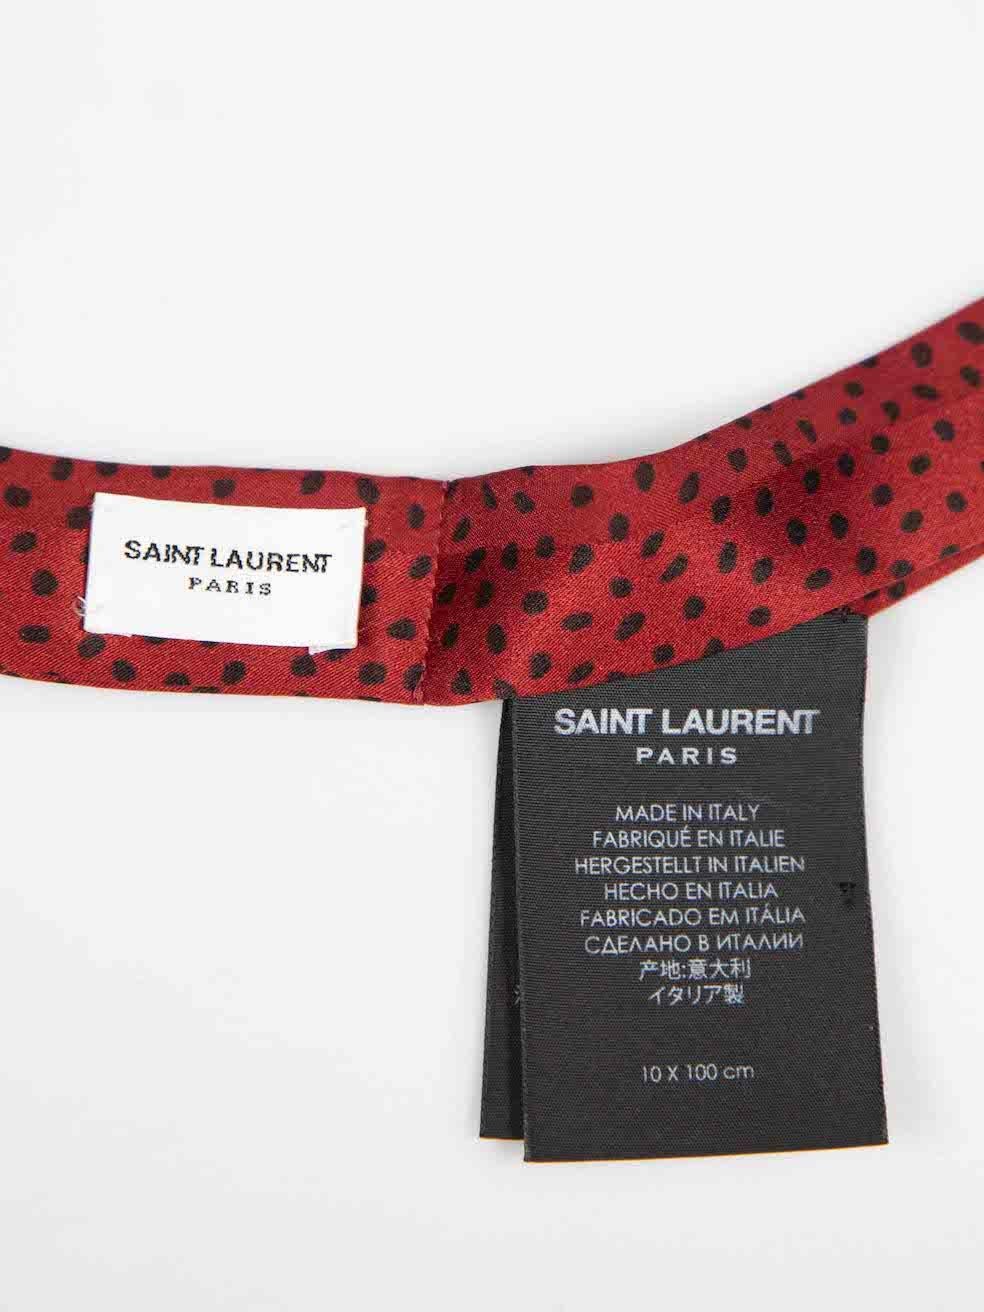 SAINT LAURENT
PARIS
SAINT LAURENT
PARIS
MADE IN ITALY
FABRIQUÉ EN ITALIE
HERGESTELLT IN ITALIEN
HECHO EN ITALIA
FABRICADO EM ITÁLIA
СДЕЛАНО В ИТАЛИИ
产地:意大利
イタリア製
10 X 100 cm